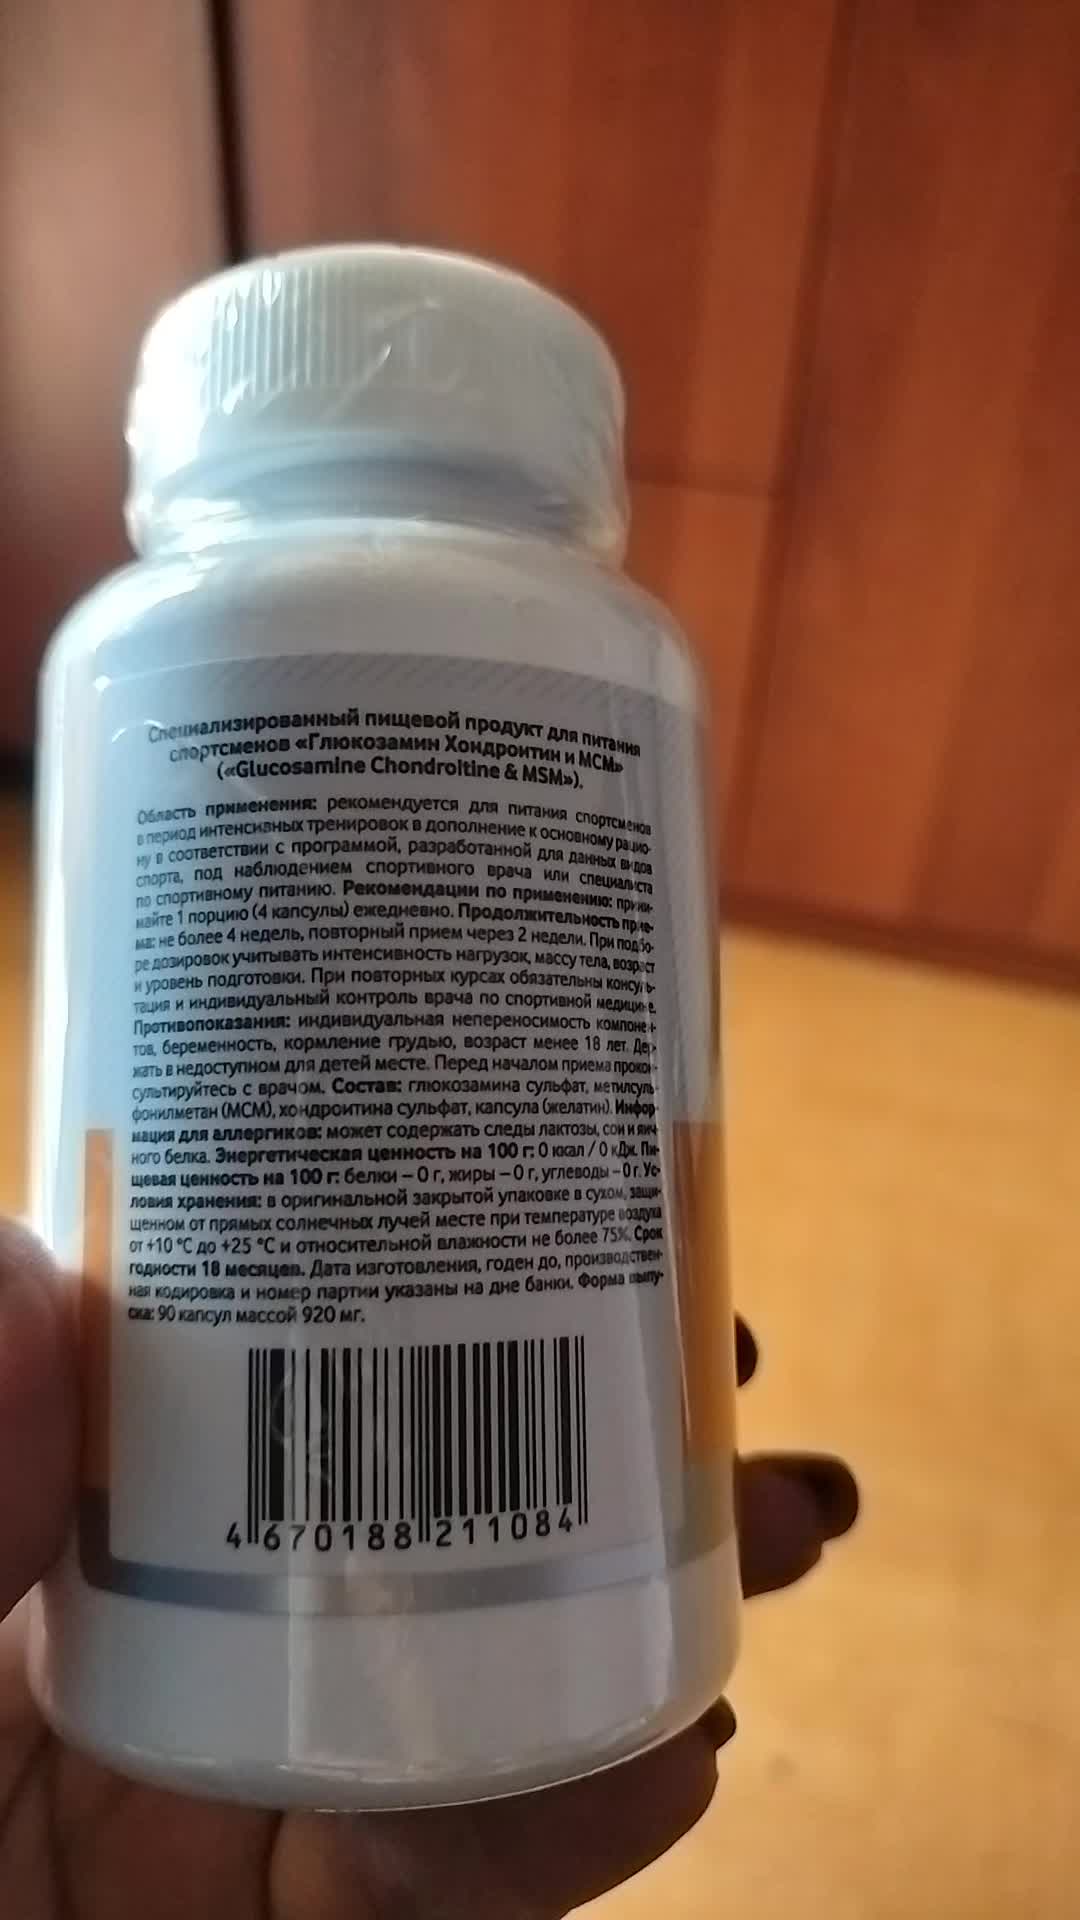 Специализированный пищевой продукт для питания
спортсменов «Глюкозамин Хондроитин и МСМ»
(«Glucosamine Chondroitine & MSM»).
Область применения: рекомендуется для питания спортсменов
в период интенсивных тренировок в дополнение к основному рацио-
ну в соответствии с программой, разработанной для данных видов
спорта, под наблюдением спортивного врача или специалиста
по спортивному питанию. Рекомендации по применению: прини-
майте 1 порцию (4 капсулы) ежедневно. Продолжительность прие-
ма: не более 4 недель, повторный прием через 2 недели. При подбо-
ре дозировок учитывать интенсивность нагрузок, массу тела, возраст
и уровень подготовки. При повторных курсах обязательны консуль-
тация и индивидуальный контроль врача по спортивной медицине.
Противопоказания: индивидуальная непереносимость компонен-
тов, беременность, кормление грудью, возраст менее 18 лет. Дер-
жать в недоступном для детей месте. Перед началом приема прокон-
сультируйтесь с врачом. Состав: глюкозамина сульфат, метилсуль-
фонилметан (МСМ), хондроитина сульфат, капсула (желатин). Инфор-
мация для аллергиков: может содержать следы лактозы, сои и яич-
ного белка. Энергетическая ценность на 100 г: 0 ккал / 0 кДж. Пи-
щевая ценность на 100 г: белки – 0 г, жиры – 0 г, углеводы – 0 г. Ус-
ловия хранения: в оригинальной закрытой упаковке в сухом, защи-
щенном от прямых солнечных лучей месте при температуре воздуха
от +10 °C до +25 °C и относительной влажности не более 75%. Срок
годности 18 месяцев. Дата изготовления, годен до, производствен-
ная кодировка и номер партии указаны на дне банки. Форма выпу-
ска: 90 капсул массой 920 мг.
4 670188 211084